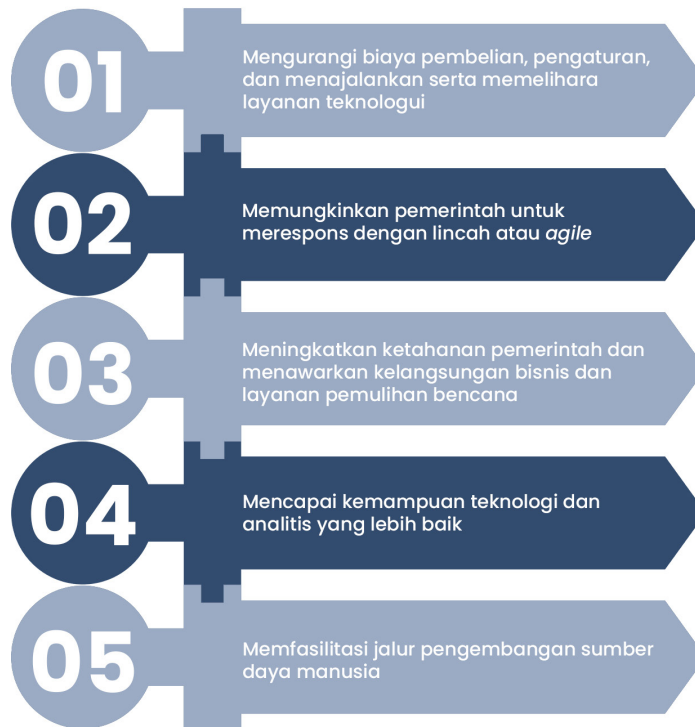 01
Mengurangi biaya pembelian, pengaturan,
dan menajalankan serta memelihara
layanan teknologui
02
Memungkinkan pemerintah untuk
merespons dengan lincah atau agile
03
Meningkatkan ketahanan pemerintah dan
menawarkan kelangsungan bisnis dan
layanan pemulihan bencana
04
Mencapai kemampuan teknologi dan
analitis yang lebih baik
05
Memfasilitasi jalur pengembangan sumber
daya manusia